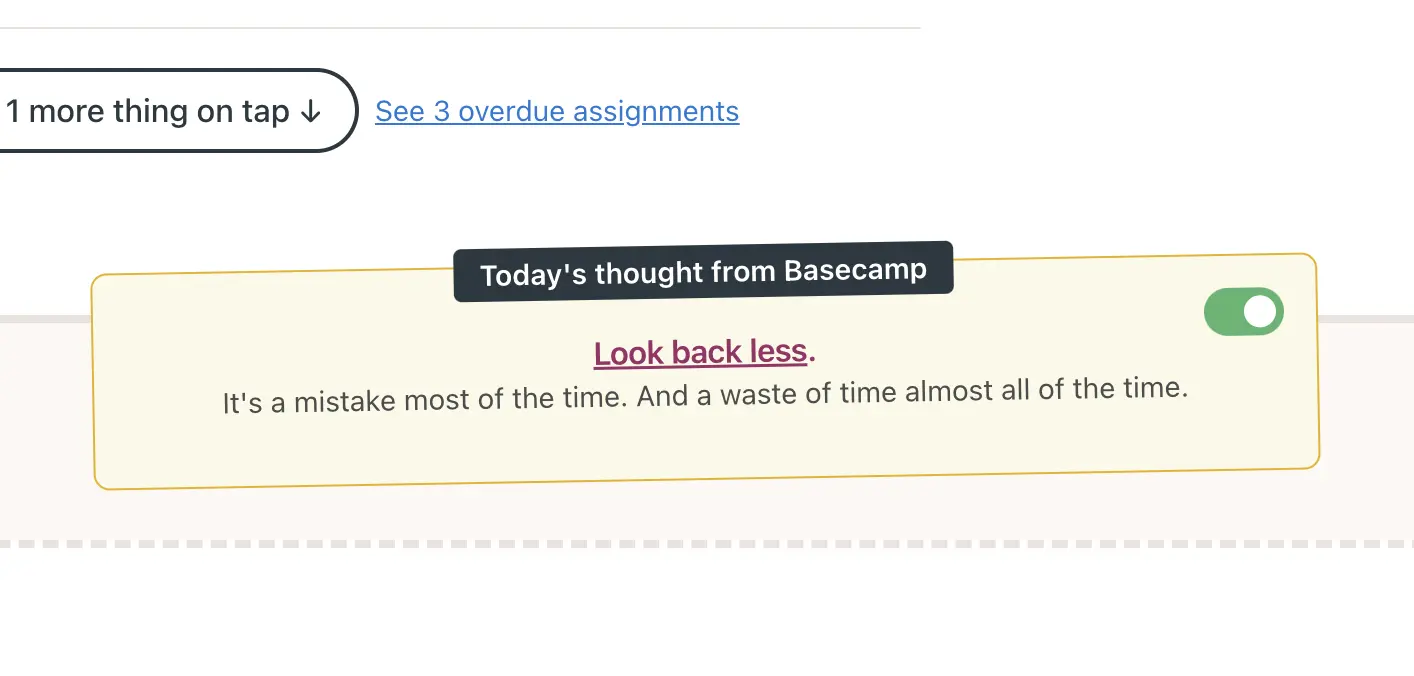 1 more thing on tap ↓ See 3 overdue assignments
Today's thought from Basecamp
Look back less.
It's a mistake most of the time. And a waste of time almost all of the time.